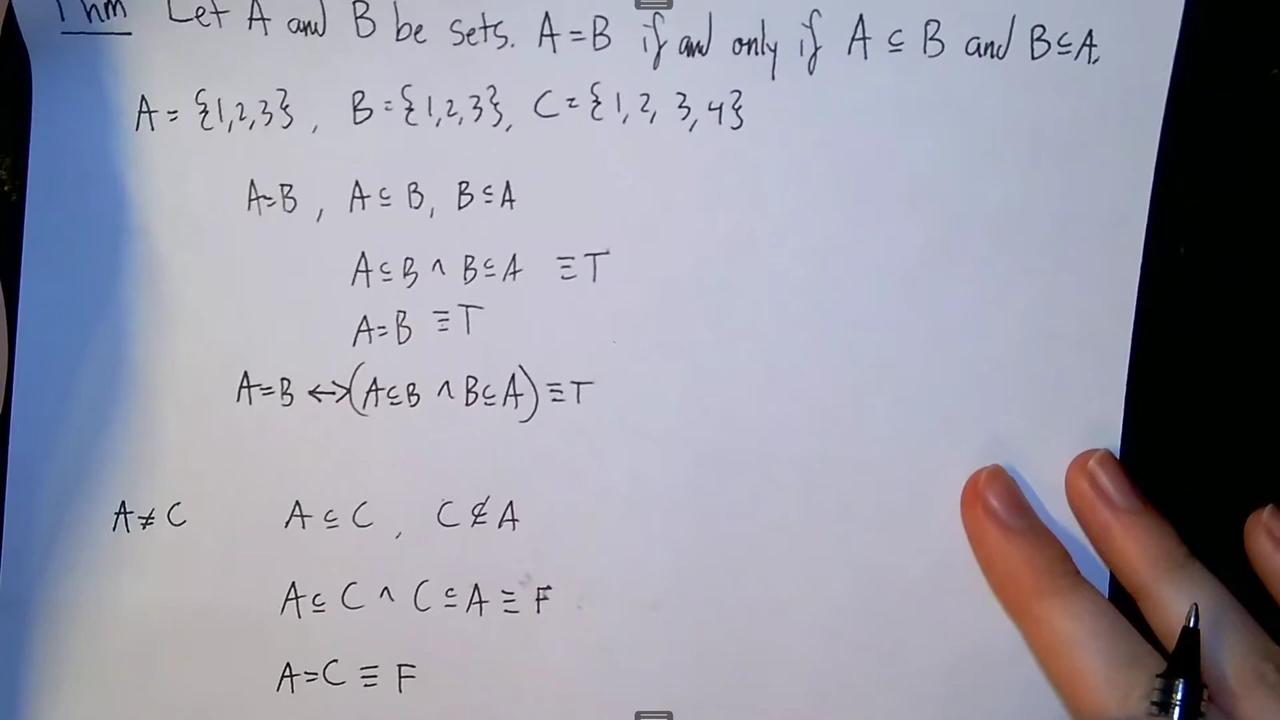 Thm Let A and B be sets. A=B if and only if A ⊆ B and B⊆A.
A = {1,2,3}, B = {1,2,3}, C = {1, 2, 3, 4}
A=B, A ⊆ B, B ⊆ A
A⊆B ∧ B⊆A ≡T
A=B ≡T
A=B ↔(A⊆B ∧ B⊆A) ≡T
A≠C A ⊆ C, C ⊈ A
A⊆ C ∧ C ⊆A ≡ F
A=C ≡ F